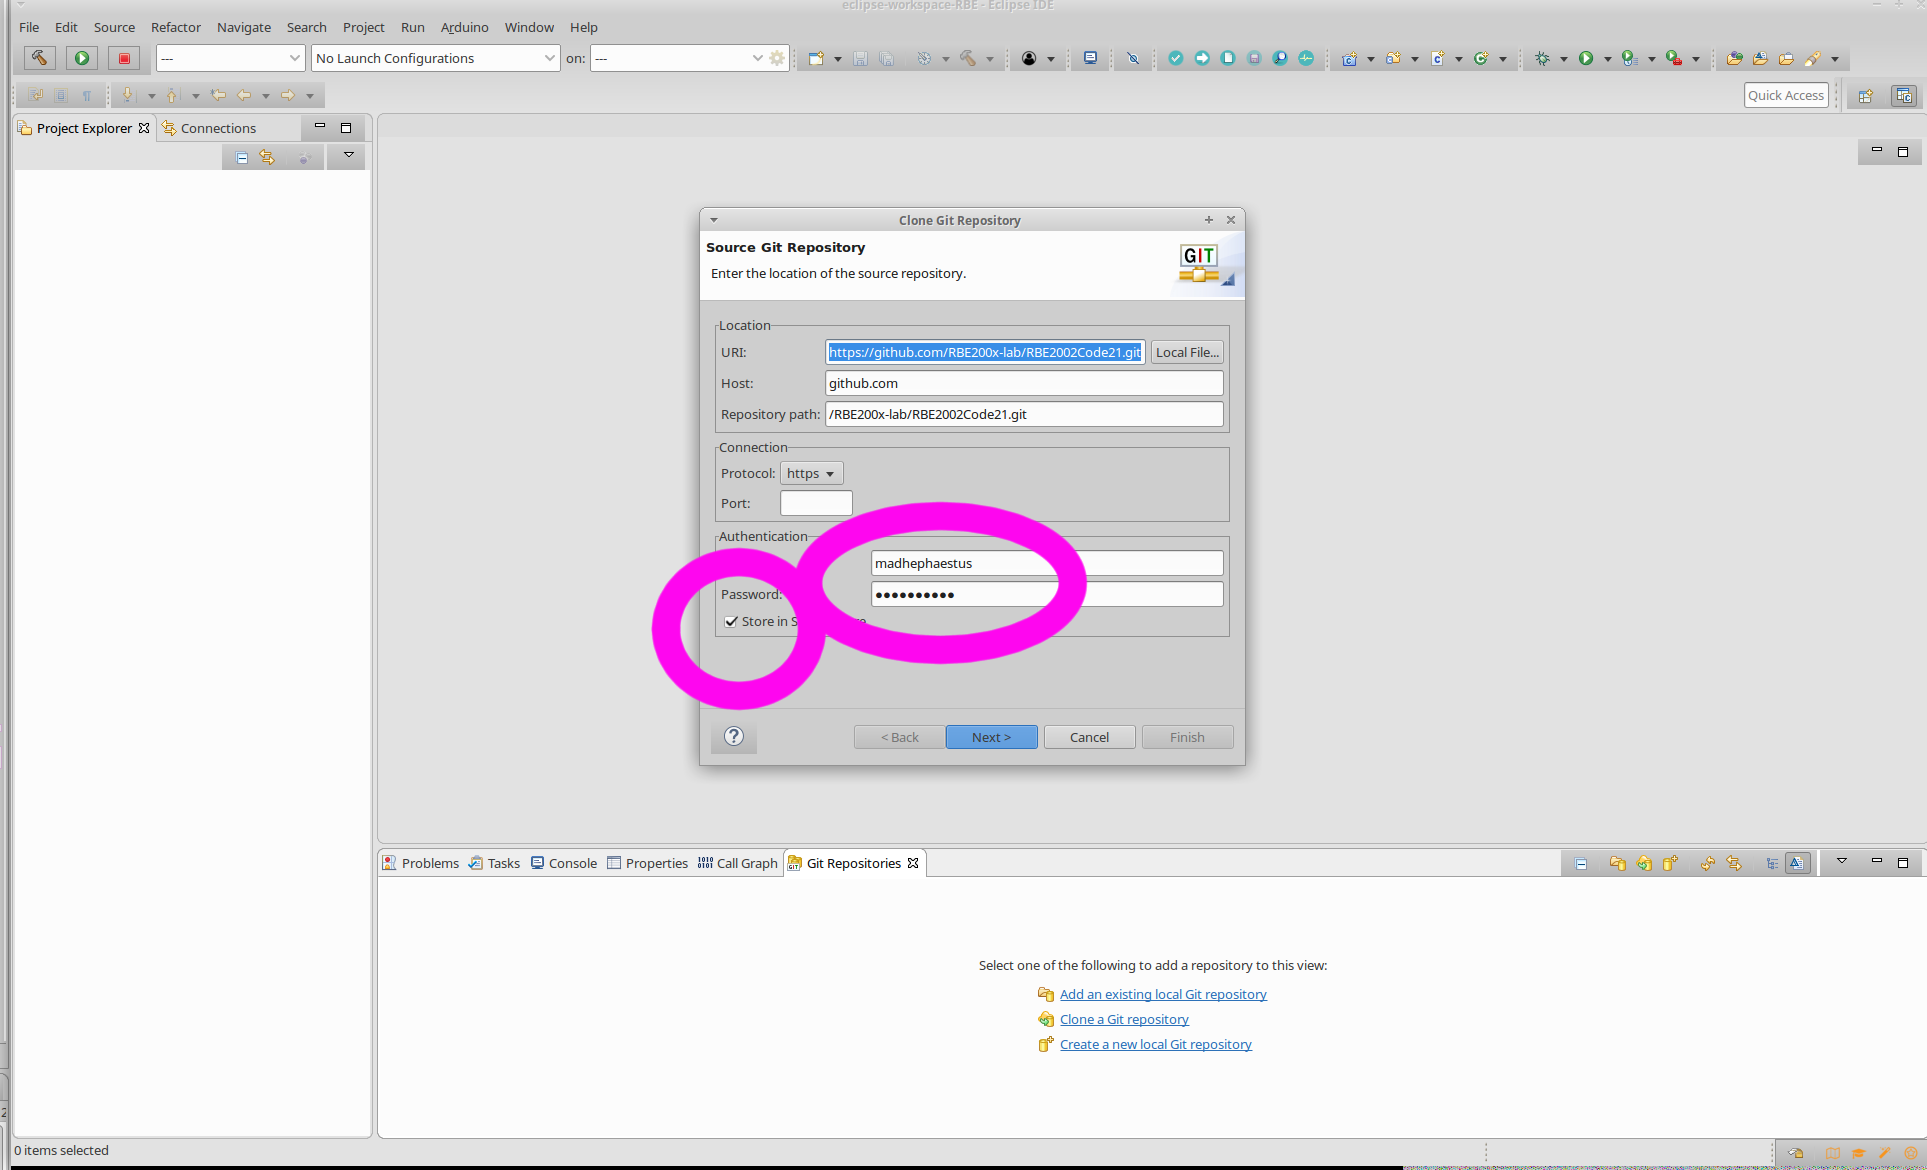 eclipse-workspace-RBE - Eclipse IDE
File Edit Source Refactor Navigate Search Project Run Arduino Window Help
--- No Launch Configurations on: ---
Quick Access
Project Explorer Connections
Clone Git Repository
Source Git Repository
GIT
Enter the location of the source repository.
Location
URI: https://github.com/RBE200x-lab/RBE2002Code21.git Local File...
Host: github.com
Repository path: /RBE200x-lab/RBE2002Code21.git
Connection
Protocol: https
Port:
Authentication
madhephaestus
Password: ●●●●●●●●●●
Store in S
< Back Next > Cancel Finish
Problems Tasks Console Properties Call Graph Git Repositories
Select one of the following to add a repository to this view:
Add an existing local Git repository
Clone a Git repository
Create a new local Git repository
0 items selected